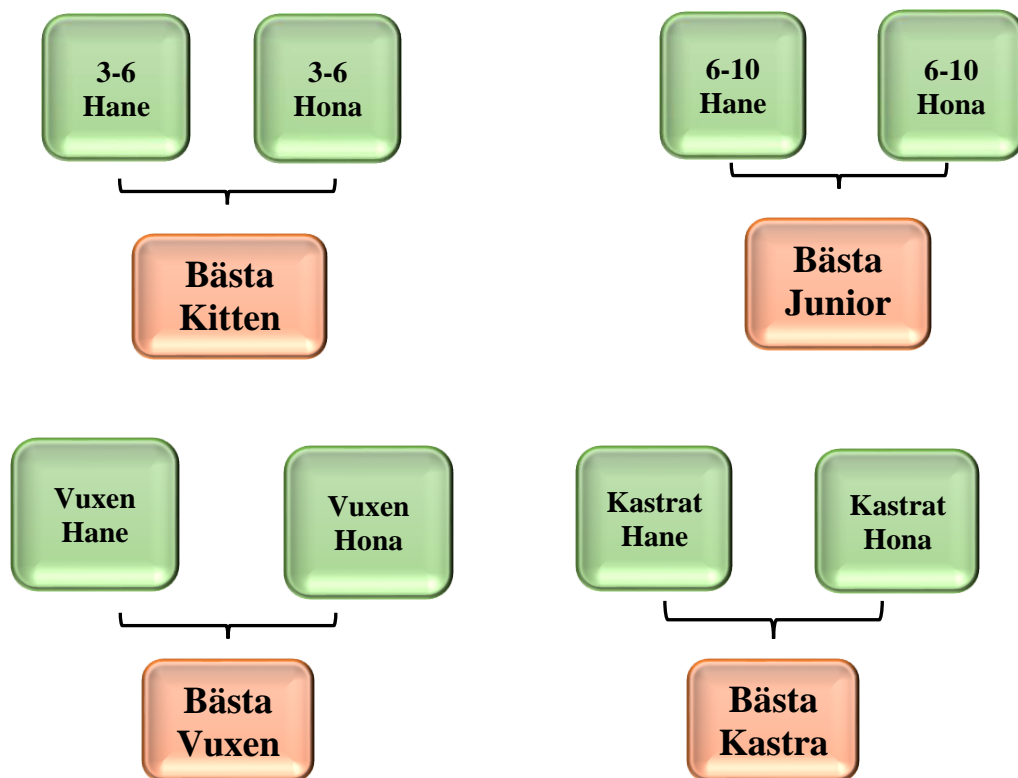 3-6
Hane
3-6
Hona
6-10
Hane
6-10
Hona
Bästa
Kitten
Bästa
Junior
Vuxen
Hane
Vuxen
Hona
Kastrat
Hane
Kastrat
Hona
Bästa
Vuxen
Bästa
Kastra